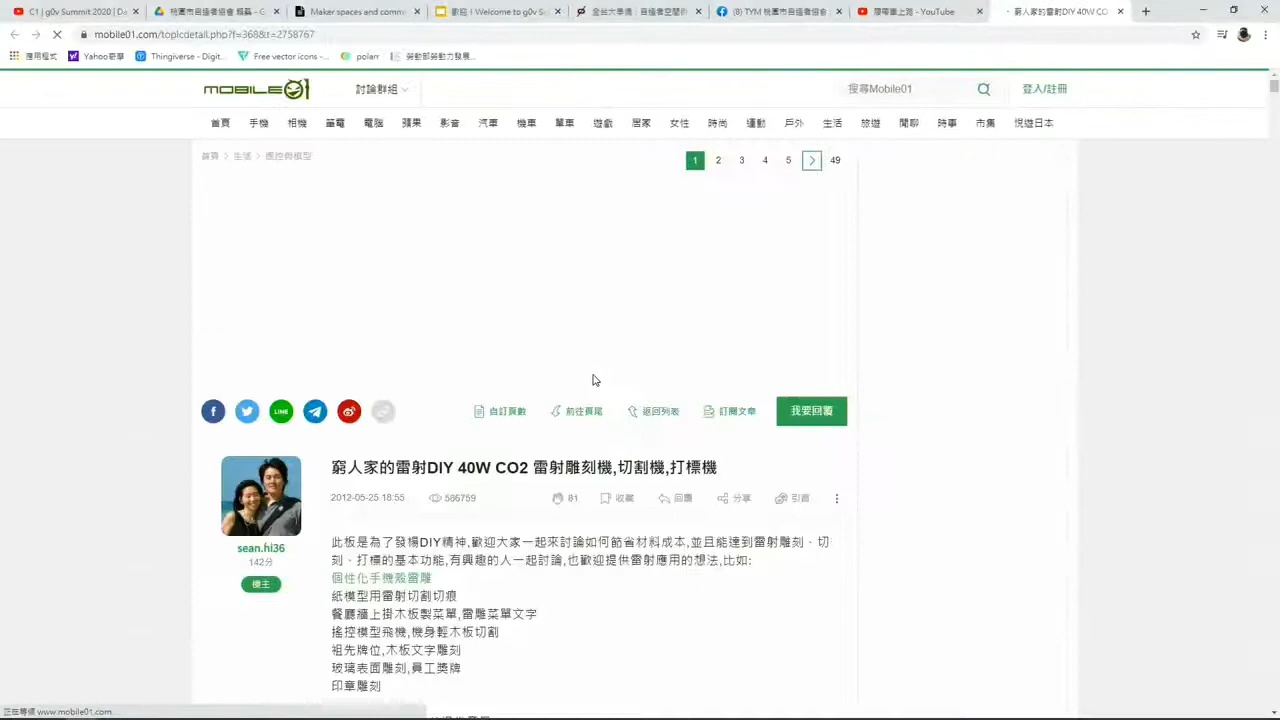 C1 | g0v Summit 2020 | Da
桃園市自造者協會 簡報 - G
Maker spaces and commu
歡迎！Welcome to g0v Su
(8) TYM 桃園市自造者協會
膠帶車上路 - YouTube
窮人家的雷射DIY 40W CO2
mobile01.com/topicdetail.php?f=368&t=2758767
應用程式
Yahoo奇摩
Thingiverse - Digit...
Free vector icons -...
polarr
勞動部勞動力發展...
MOBILE01
討論群組
搜尋Mobile01
登入/註冊
首頁 手機 相機 筆電 電腦 蘋果 影音 汽車 機車 單車 遊戲 居家 女性 時尚 運動 戶外 生活 旅遊 閒聊 時事 市集 悅遊日本
首頁 > 生活 > 遙控與模型
1 2 3 4 5 > 49
LINE
自訂頁數 前往頁尾 返回列表 訂閱文章 我要回覆
窮人家的雷射DIY 40W CO2 雷射雕刻機,切割機,打標機
2012-05-25 18:55 566759 81 收藏 回覆 分享 引言
sean.hi36
142分
樓主
此板是為了發揚DIY精神,歡迎大家一起來討論如何節省材料成本,並且能達到雷射雕刻、切
刻、打標的基本功能,有興趣的人一起討論,也歡迎提供雷射應用的想法,比如:
個性化手機殼雷雕
紙模型用雷射切割切痕
餐廳牆上掛木板製菜單,雷雕菜單文字
搖控模型飛機,機身輕木板切割
祖先牌位,木板文字雕刻
玻璃表面雕刻,員工獎牌
印章雕刻
正在等候 www.mobile01.com...